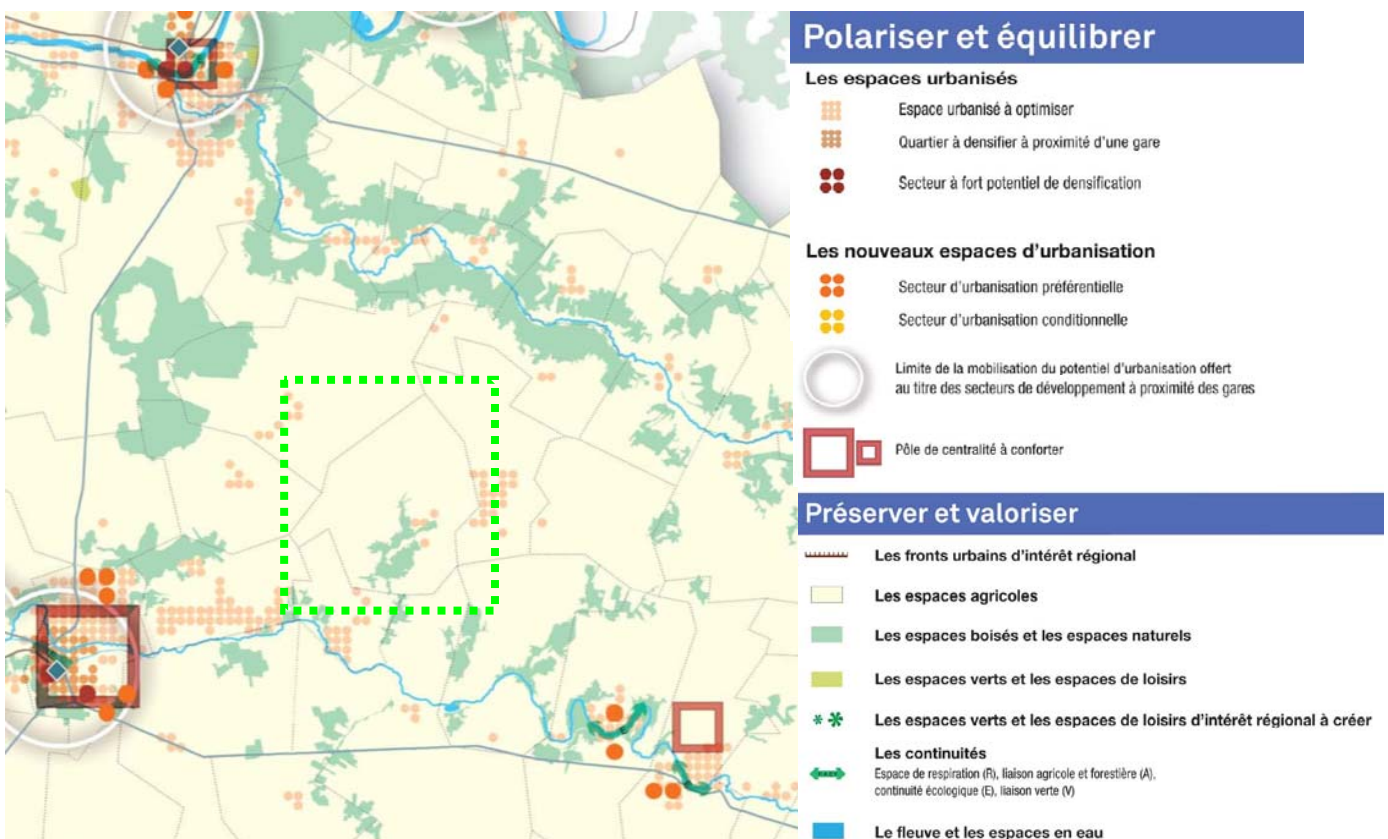 Polariser et équilibrer
Les espaces urbanisés
Espace urbanisé à optimiser
Quartier à densifier à proximité d'une gare
Secteur à fort potentiel de densification
Les nouveaux espaces d'urbanisation
Secteur d'urbanisation préférentielle
Secteur d'urbanisation conditionnelle
Limite de la mobilisation du potentiel d'urbanisation offert
au titre des secteurs de développement à proximité des gares
Pôle de centralité à conforter
Préserver et valoriser
Les fronts urbains d'intérêt régional
Les espaces agricoles
Les espaces boisés et les espaces naturels
Les espaces verts et les espaces de loisirs
Les espaces verts et les espaces de loisirs d'intérêt régional à créer
Les continuités
Espace de respiration (R), liaison agricole et forestière (A),
continuité écologique (E), liaison verte (V)
Le fleuve et les espaces en eau